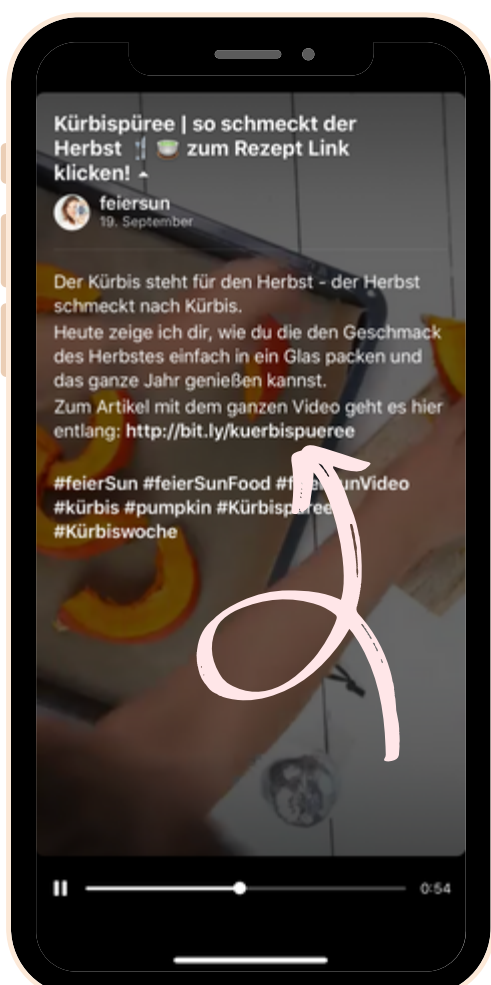 Kürbispüree | so schmeckt der
Herbst 🍴 🍵 zum Rezept Link
klicken!
feiersun
19. September
Der Kürbis steht für den Herbst - der Herbst
schmeckt nach Kürbis.
Heute zeige ich dir, wie du die den Geschmack
des Herbstes einfach in ein Glas packen und
das ganze Jahr genießen kannst.
Zum Artikel mit dem ganzen Video geht es hier
entlang: http://bit.ly/kuerbispueree
#feierSun #feierSunFood #feierSunVideo
#kürbis #pumpkin #Kürbispüree
#Kürbiswoche
0:54